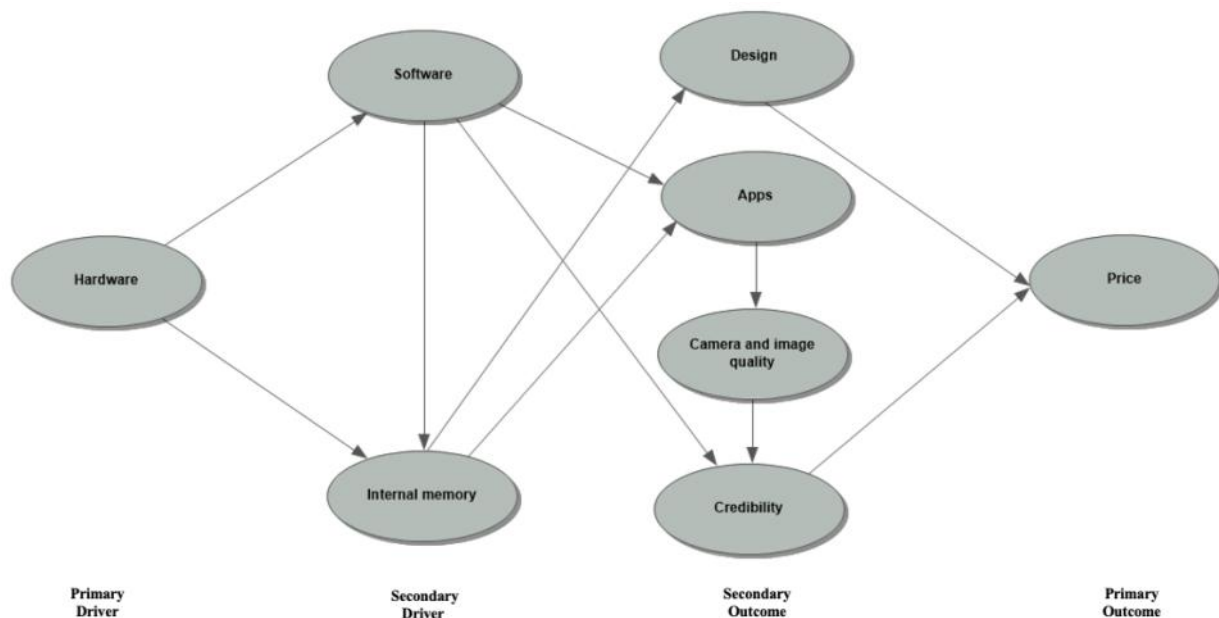 Software
Design
Apps
Hardware
Price
Camera and image
quality
Internal memory
Credibility
Primary
Driver
Secondary
Driver
Secondary
Outcome
Primary
Outcome